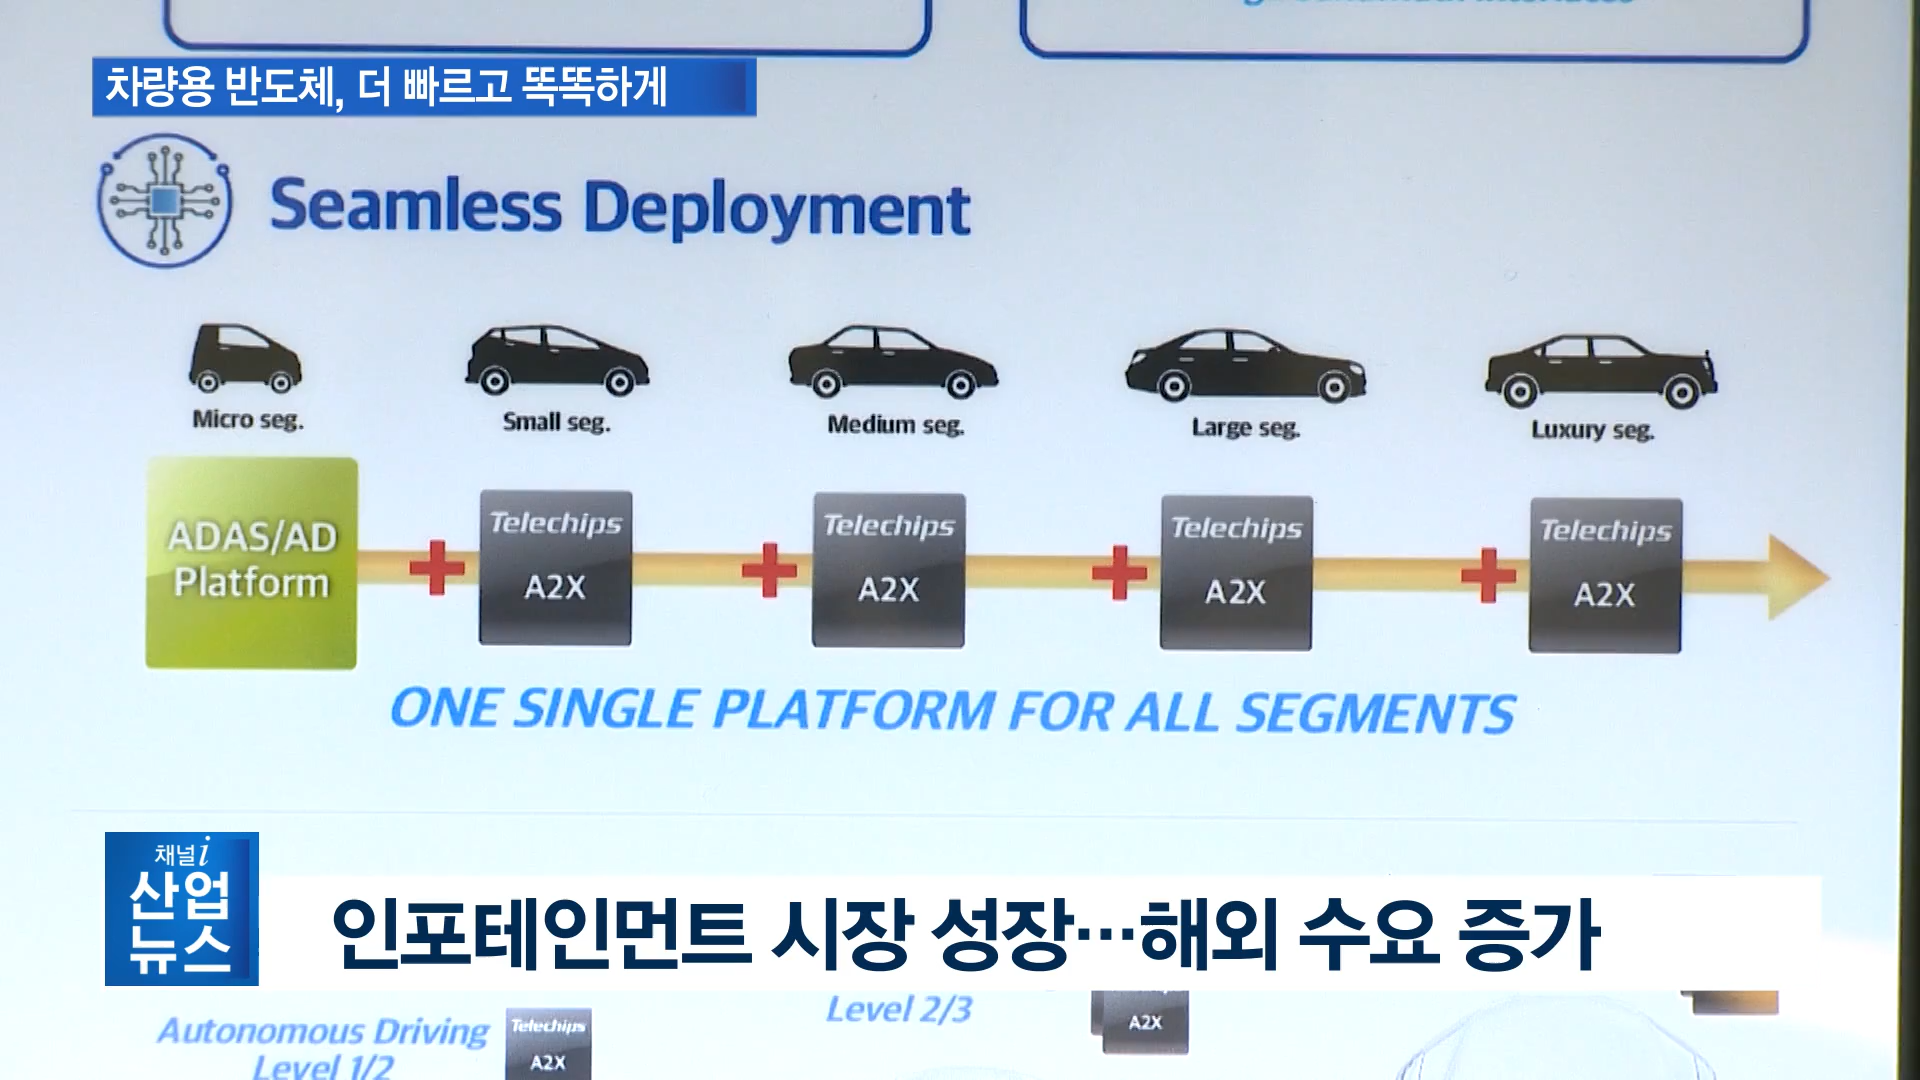 차량용 반도체, 더 빠르고 똑똑하게
Seamless Deployment
Micro seg.
Small seg.
Medium seg.
Large seg.
Luxury seg.
ADAS/AD
Platform
Telechips
A2X
Telechips
A2X
Telechips
A2X
Telechips
A2X
ONE SINGLE PLATFORM FOR ALL SEGMENTS
채널i
산업
뉴스
인포테인먼트 시장 성장…해외 수요 증가
Autonomous Driving
Level 1/2
Telechips
A2X
Level 2/3
Telechips
A2X